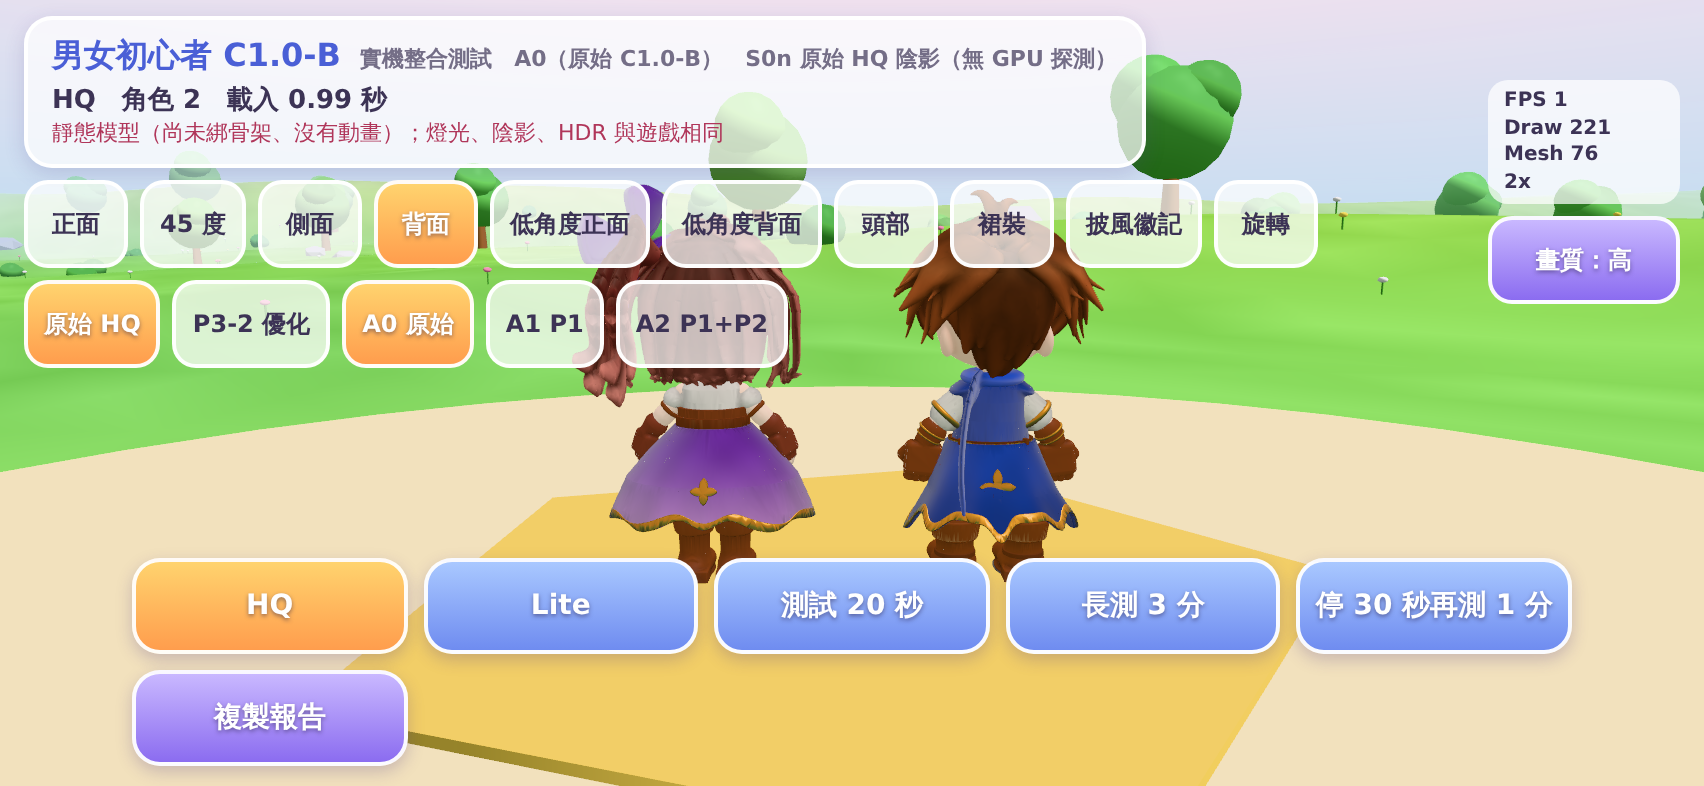 男女初心者 C1.0-B 實機整合測試 A0（原始 C1.0-B） S0n 原始 HQ 陰影（無 GPU 探測）
HQ 角色 2 載入 0.99 秒
靜態模型（尚未綁骨架、沒有動畫）；燈光、陰影、HDR 與遊戲相同
FPS 1
Draw 221
Mesh 76
2x
正面 45 度 側面 背面 低角度正面 低角度背面 頭部 裙裝 披風徽記 旋轉
畫質：高
原始 HQ P3-2 優化 A0 原始 A1 P1 A2 P1+P2
HQ Lite 測試 20 秒 長測 3 分 停 30 秒再測 1 分
複製報告